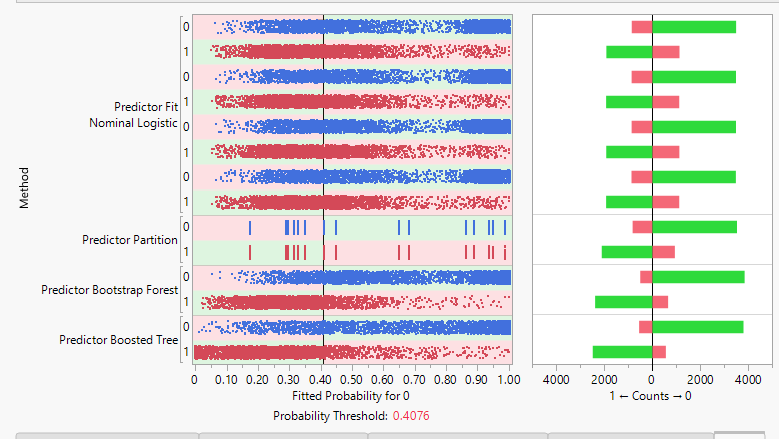 Method
Predictor Fit
Nominal Logistic
0
1
0
1
0
1
0
1
Predictor Partition
0
1
Predictor Bootstrap Forest
0
1
Predictor Boosted Tree
0
1
0 0.10 0.20 0.30 0.40 0.50 0.60 0.70 0.80 0.90 1.00
Fitted Probability for 0
Probability Threshold: 0.4076
4000 2000 0 2000 4000
1 ← Counts → 0